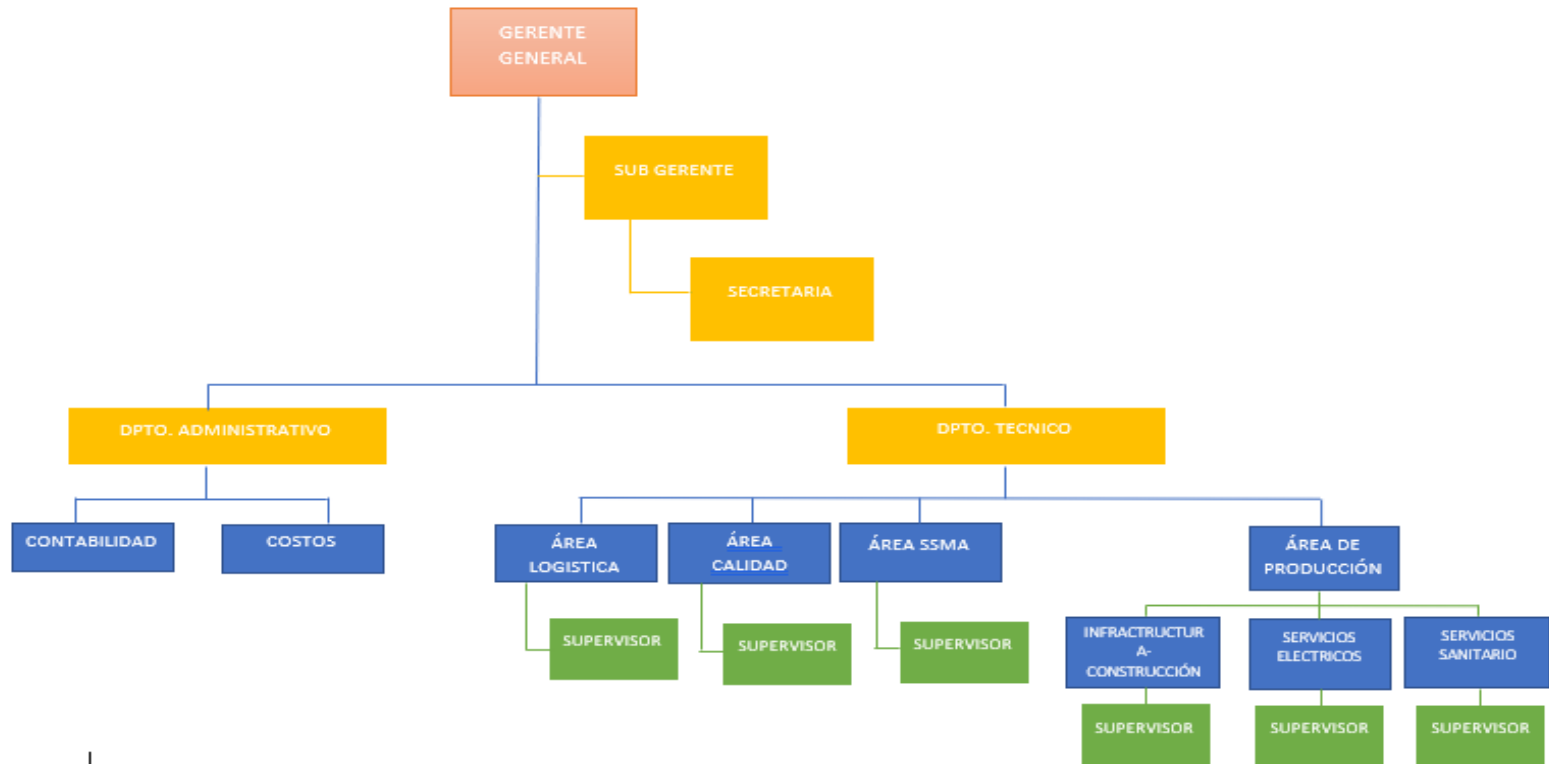 GERENTE
GENERAL
SUB GERENTE
SECRETARIA
DPTO. ADMINISTRATIVO
DPTO. TECNICO
CONTABILIDAD
COSTOS
ÁREA
LOGISTICA
ÁREA
CALIDAD
ÁREA SSMA
ÁREA DE
PRODUCCIÓN
SUPERVISOR
SUPERVISOR
SUPERVISOR
INFRACTRUCTUR
A-
CONSTRUCCIÓN
SERVICIOS
ELECTRICOS
SERVICIOS
SANITARIO
SUPERVISOR
SUPERVISOR
SUPERVISOR